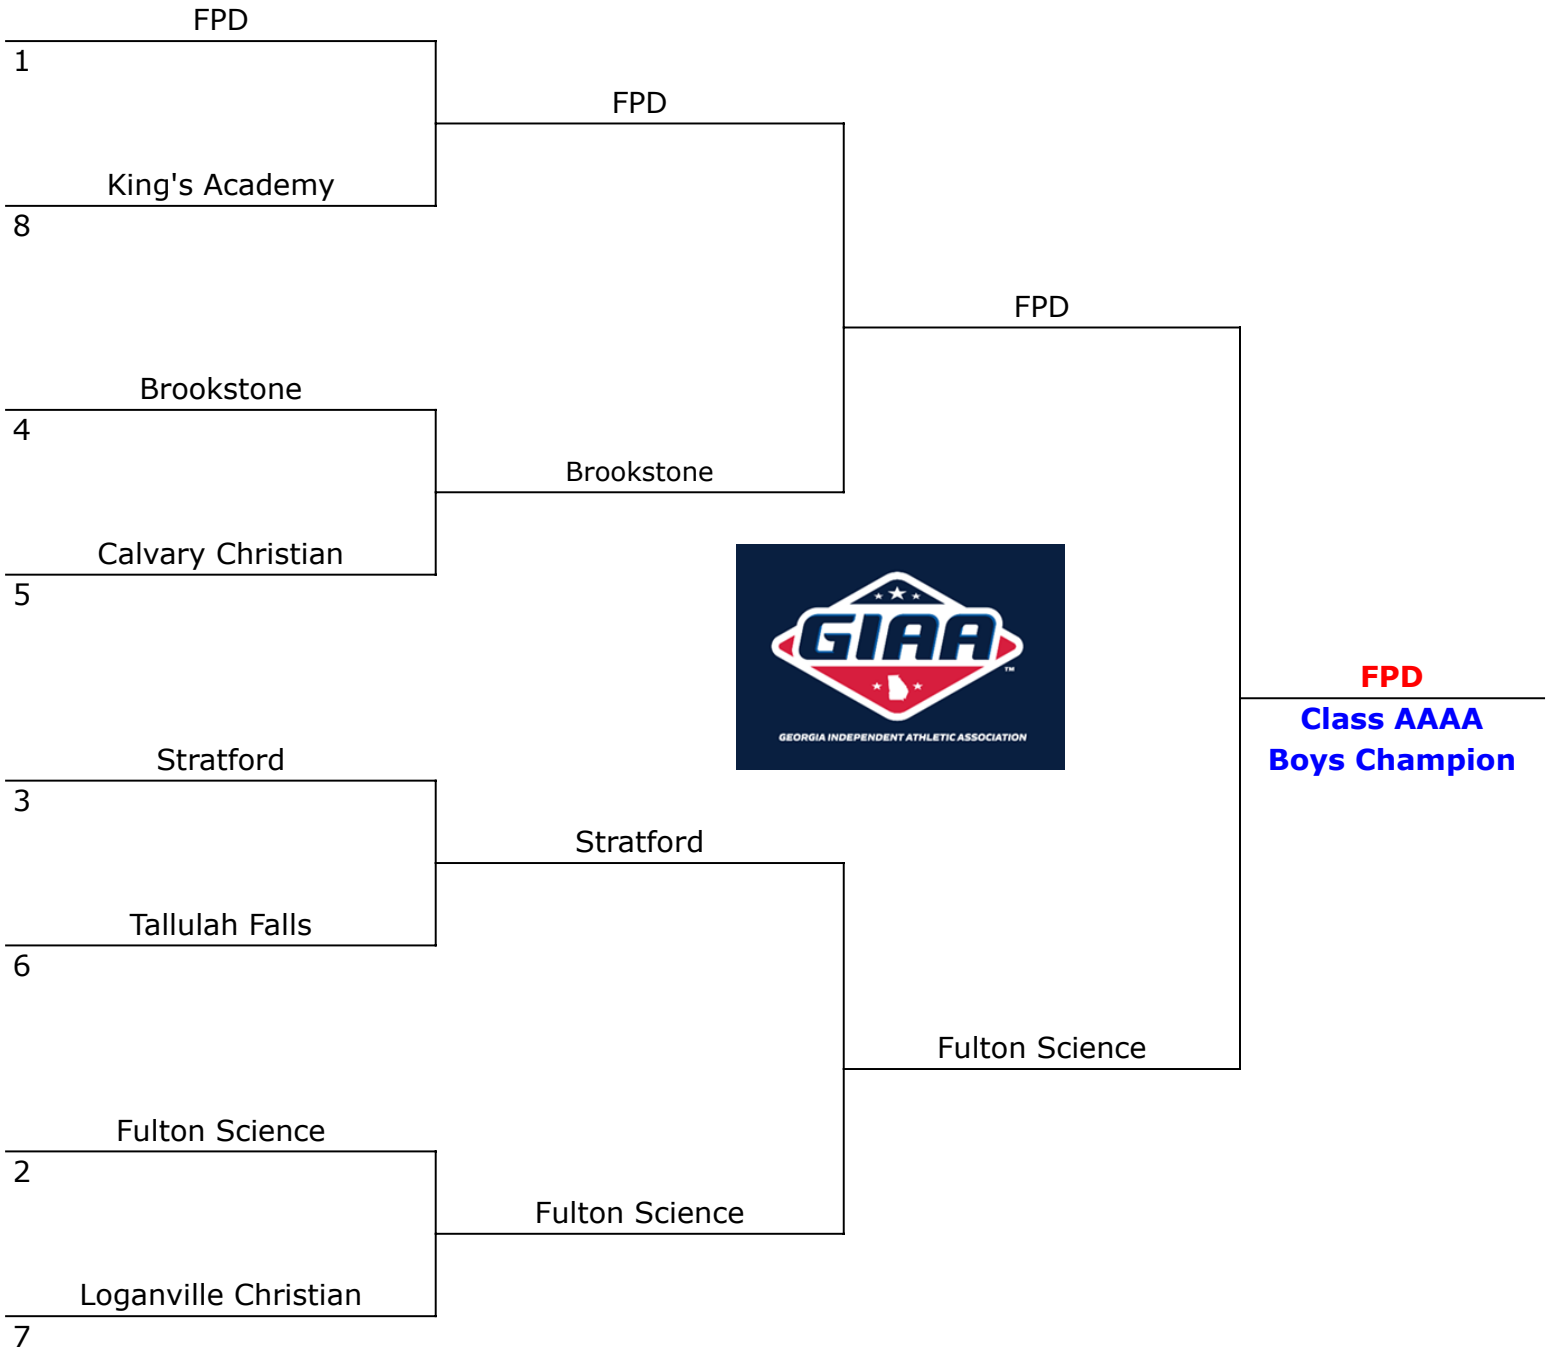 FPD
1
FPD
King's Academy
8
FPD
Brookstone
4
Brookstone
Calvary Christian
5
GIAA
TM
GEORGIA INDEPENDENT ATHLETIC ASSOCIATION
FPD
Class AAAA
Boys Champion
Stratford
3
Stratford
Tallulah Falls
6
Fulton Science
Fulton Science
2
Fulton Science
Loganville Christian
7